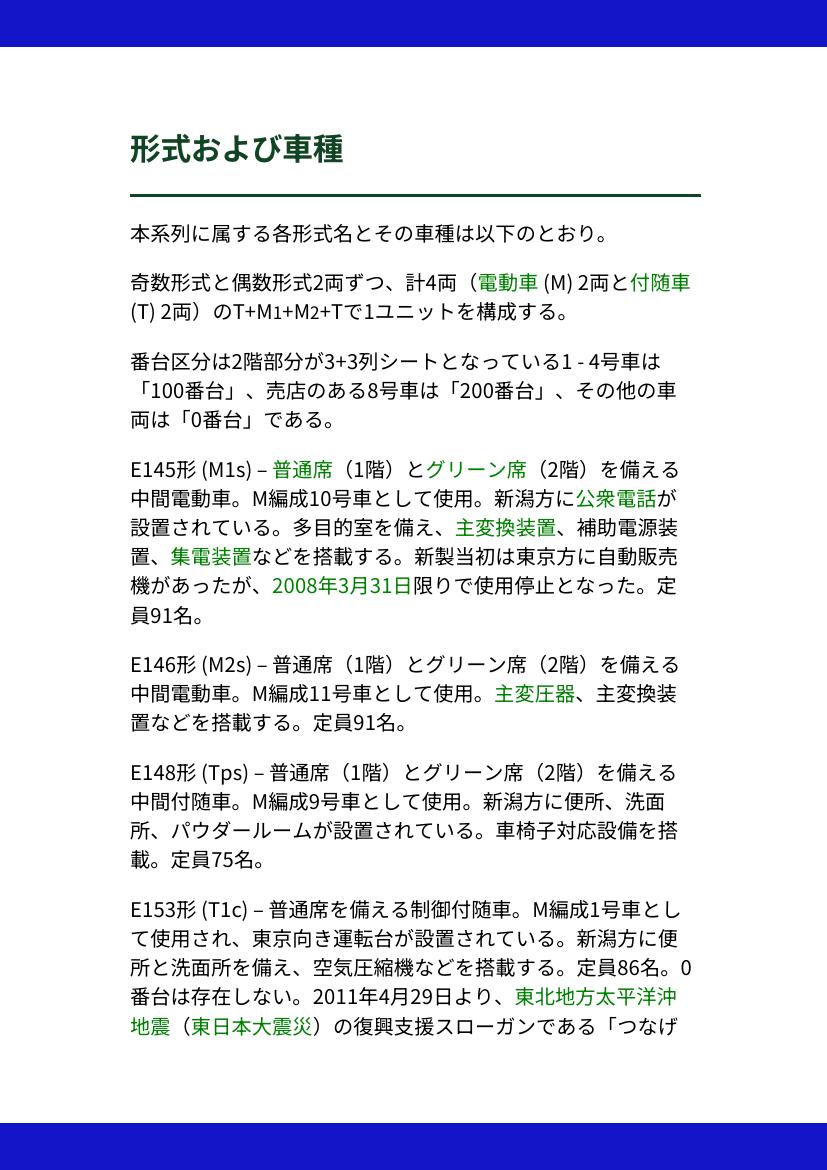 形式および車種
本系列に属する各形式名とその車種は以下のとおり。
奇数形式と偶数形式2両ずつ、計4両（電動車 (M) 2両と付随車
(T) 2両）のT+M1+M2+Tで1ユニットを構成する。
番台区分は2階部分が3+3列シートとなっている1 - 4号車は
「100番台」、売店のある8号車は「200番台」、その他の車
両は「0番台」である。
E145形 (M1s) – 普通席（1階）とグリーン席（2階）を備える
中間電動車。M編成10号車として使用。新潟方に公衆電話が
設置されている。多目的室を備え、主変換装置、補助電源装
置、集電装置などを搭載する。新製当初は東京方に自動販売
機があったが、2008年3月31日限りで使用停止となった。定
員91名。
E146形 (M2s) – 普通席（1階）とグリーン席（2階）を備える
中間電動車。M編成11号車として使用。主変圧器、主変換装
置などを搭載する。定員91名。
E148形 (Tps) – 普通席（1階）とグリーン席（2階）を備える
中間付随車。M編成9号車として使用。新潟方に便所、洗面
所、パウダールームが設置されている。車椅子対応設備を搭
載。定員75名。
E153形 (T1c) – 普通席を備える制御付随車。M編成1号車とし
て使用され、東京向き運転台が設置されている。新潟方に便
所と洗面所を備え、空気圧縮機などを搭載する。定員86名。0
番台は存在しない。2011年4月29日より、東北地方太平洋沖
地震（東日本大震災）の復興支援スローガンである「つなげ